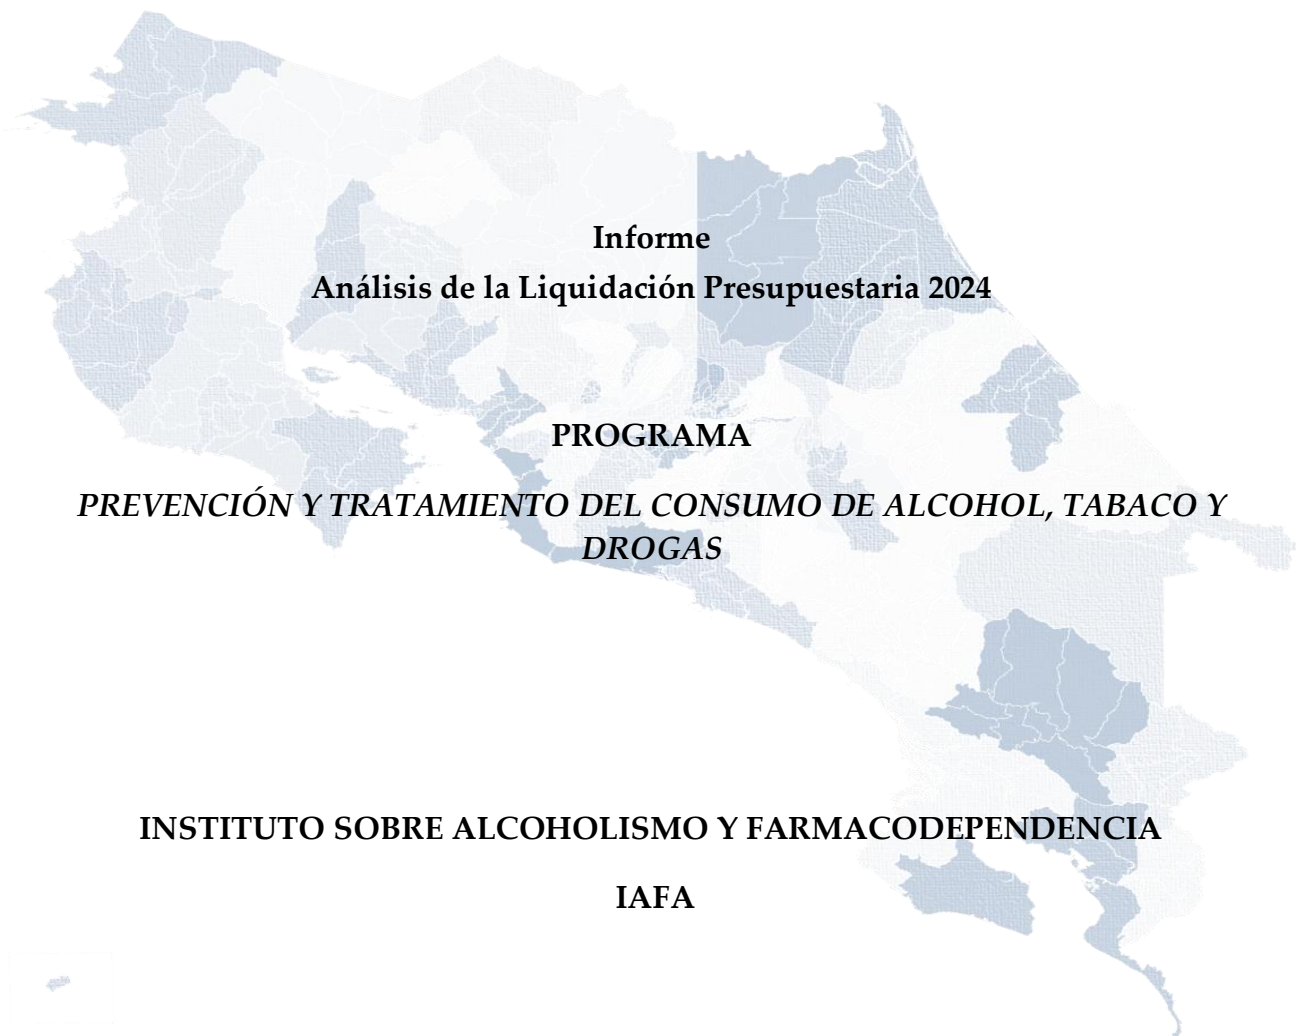 Informe
Análisis de la Liquidación Presupuestaria 2024
PROGRAMA
PREVENCIÓN Y TRATAMIENTO DEL CONSUMO DE ALCOHOL, TABACO Y
DROGAS
INSTITUTO SOBRE ALCOHOLISMO Y FARMACODEPENDENCIA
IAFA